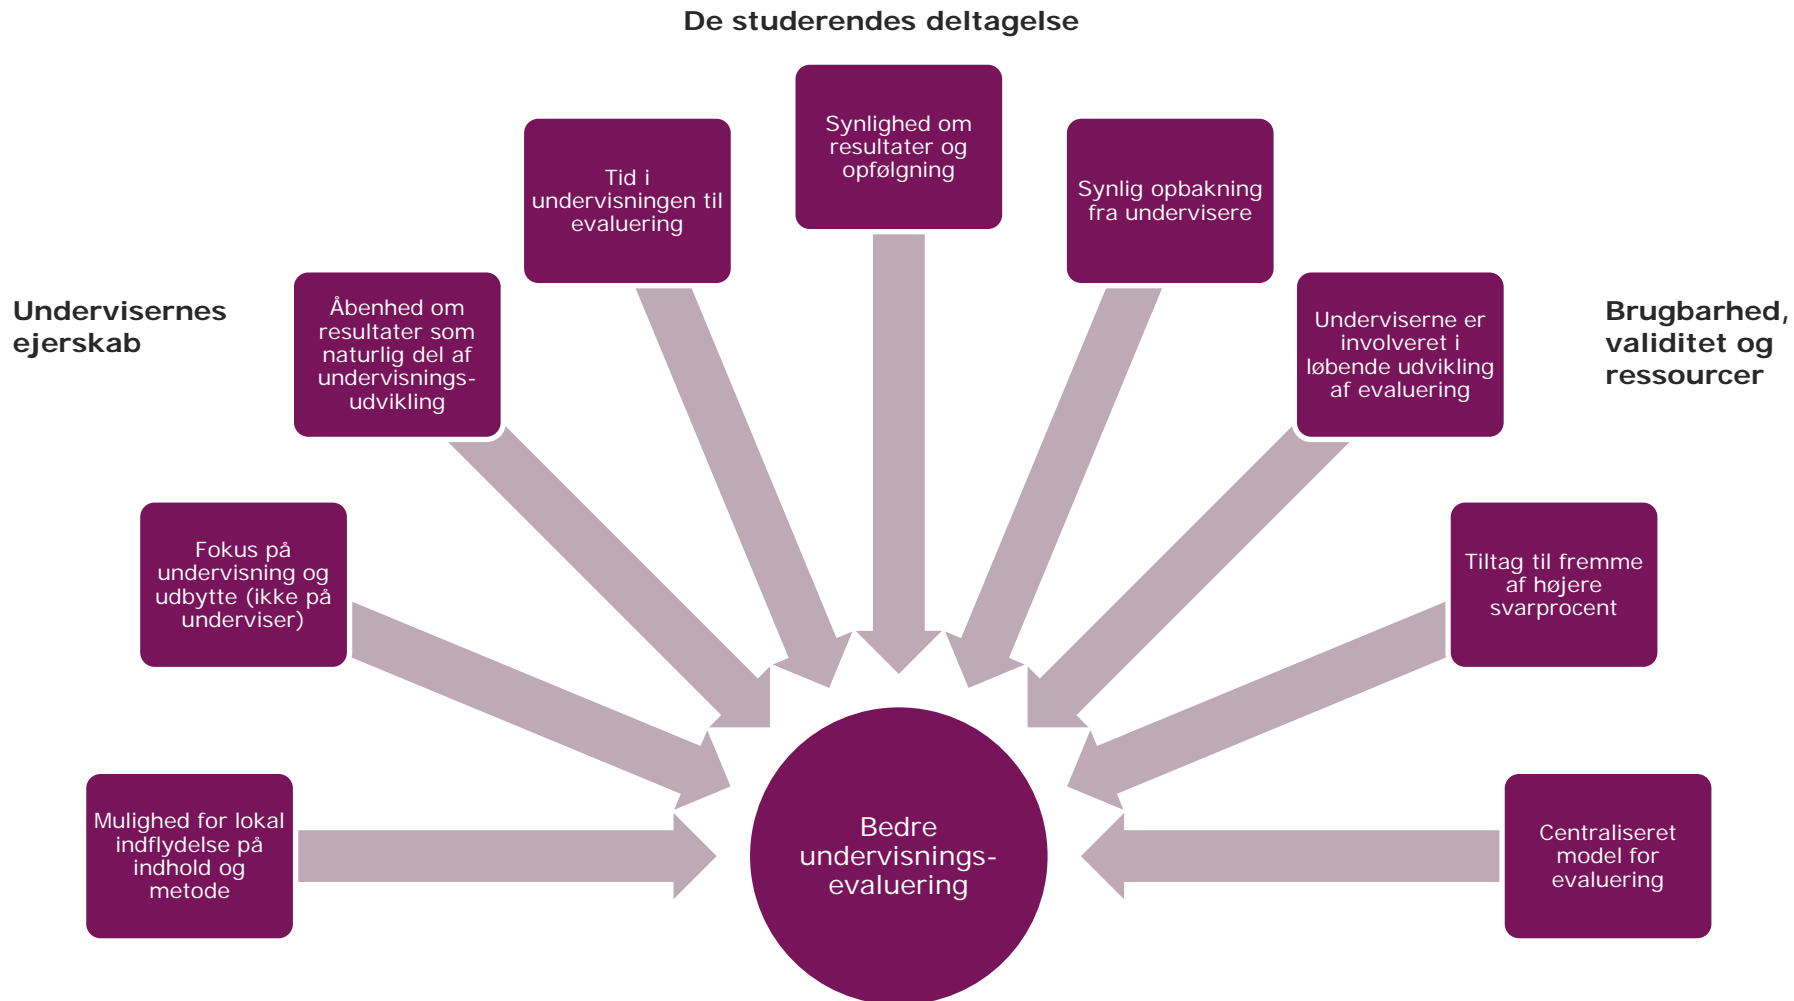 De studerendes deltagelse
Synlighed om
resultater og
opfølgning
Tid i
undervisningen til
evaluering
Synlig opbakning
fra undervisere
Undervisernes
ejerskab
Åbenhed om
resultater som
naturlig del af
undervisnings-
udvikling
Underviserne er
involveret i
løbende udvikling
af evaluering
Brugbarhed,
validitet og
ressourcer
Fokus på
undervisning og
udbytte (ikke på
underviser)
Tiltag til fremme
af højere
svarprocent
Mulighed for lokal
indflydelse på
indhold og
metode
Bedre
undervisnings-
evaluering
Centraliseret
model for
evaluering